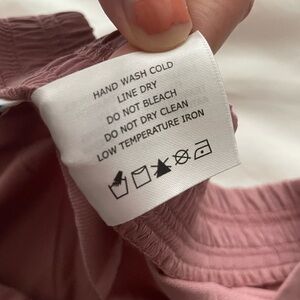 HAND WASH COLD
LINE DRY
DO NOT BLEACH
DO NOT DRY CLEAN
LOW TEMPERATURE IRON